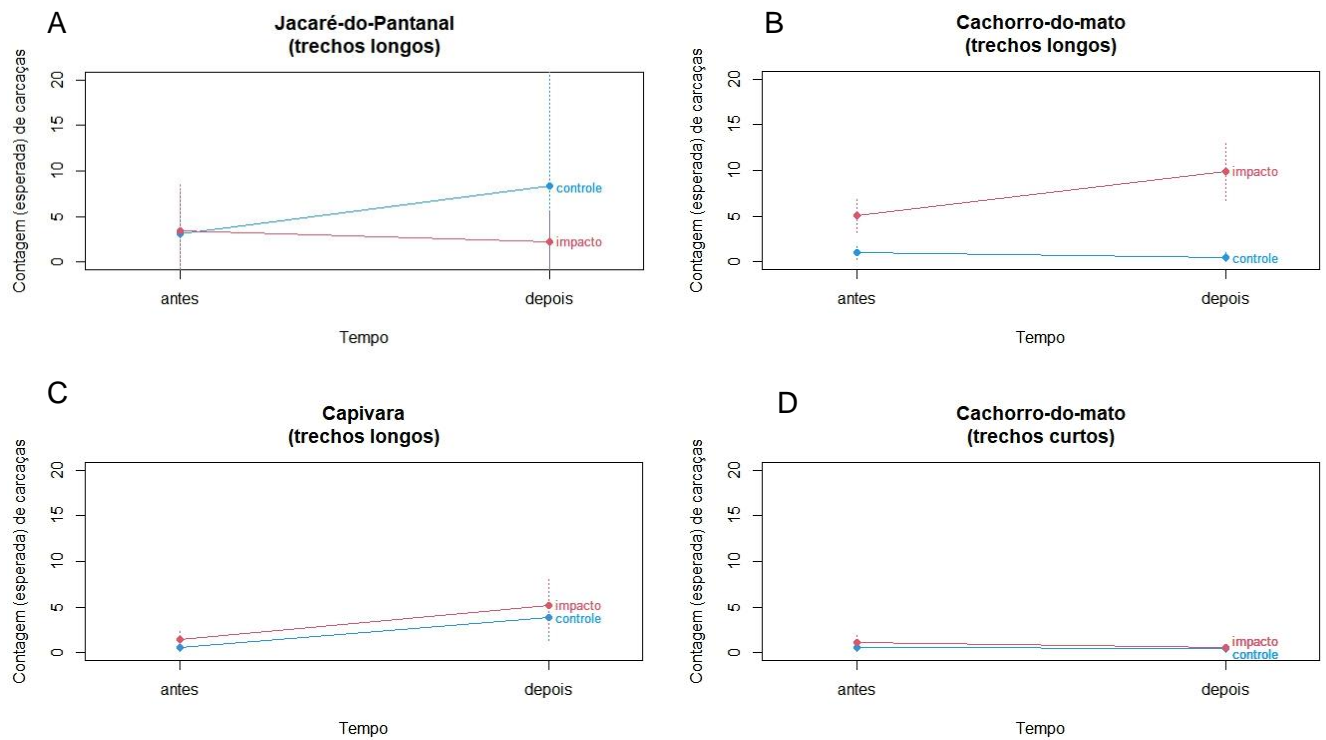 A
Jacaré-do-Pantanal
(trechos longos)
Contagem (esperada) de carcaças
20
15
10
5
0
controle
impacto
antes
depois
Tempo
B
Cachorro-do-mato
(trechos longos)
Contagem (esperada) de carcaças
20
15
10
5
0
impacto
controle
antes
depois
Tempo
C
Capivara
(trechos longos)
Contagem (esperada) de carcaças
20
15
10
5
0
impacto
controle
antes
depois
Tempo
D
Cachorro-do-mato
(trechos curtos)
Contagem (esperada) de carcaças
20
15
10
5
0
impacto
controle
antes
depois
Tempo